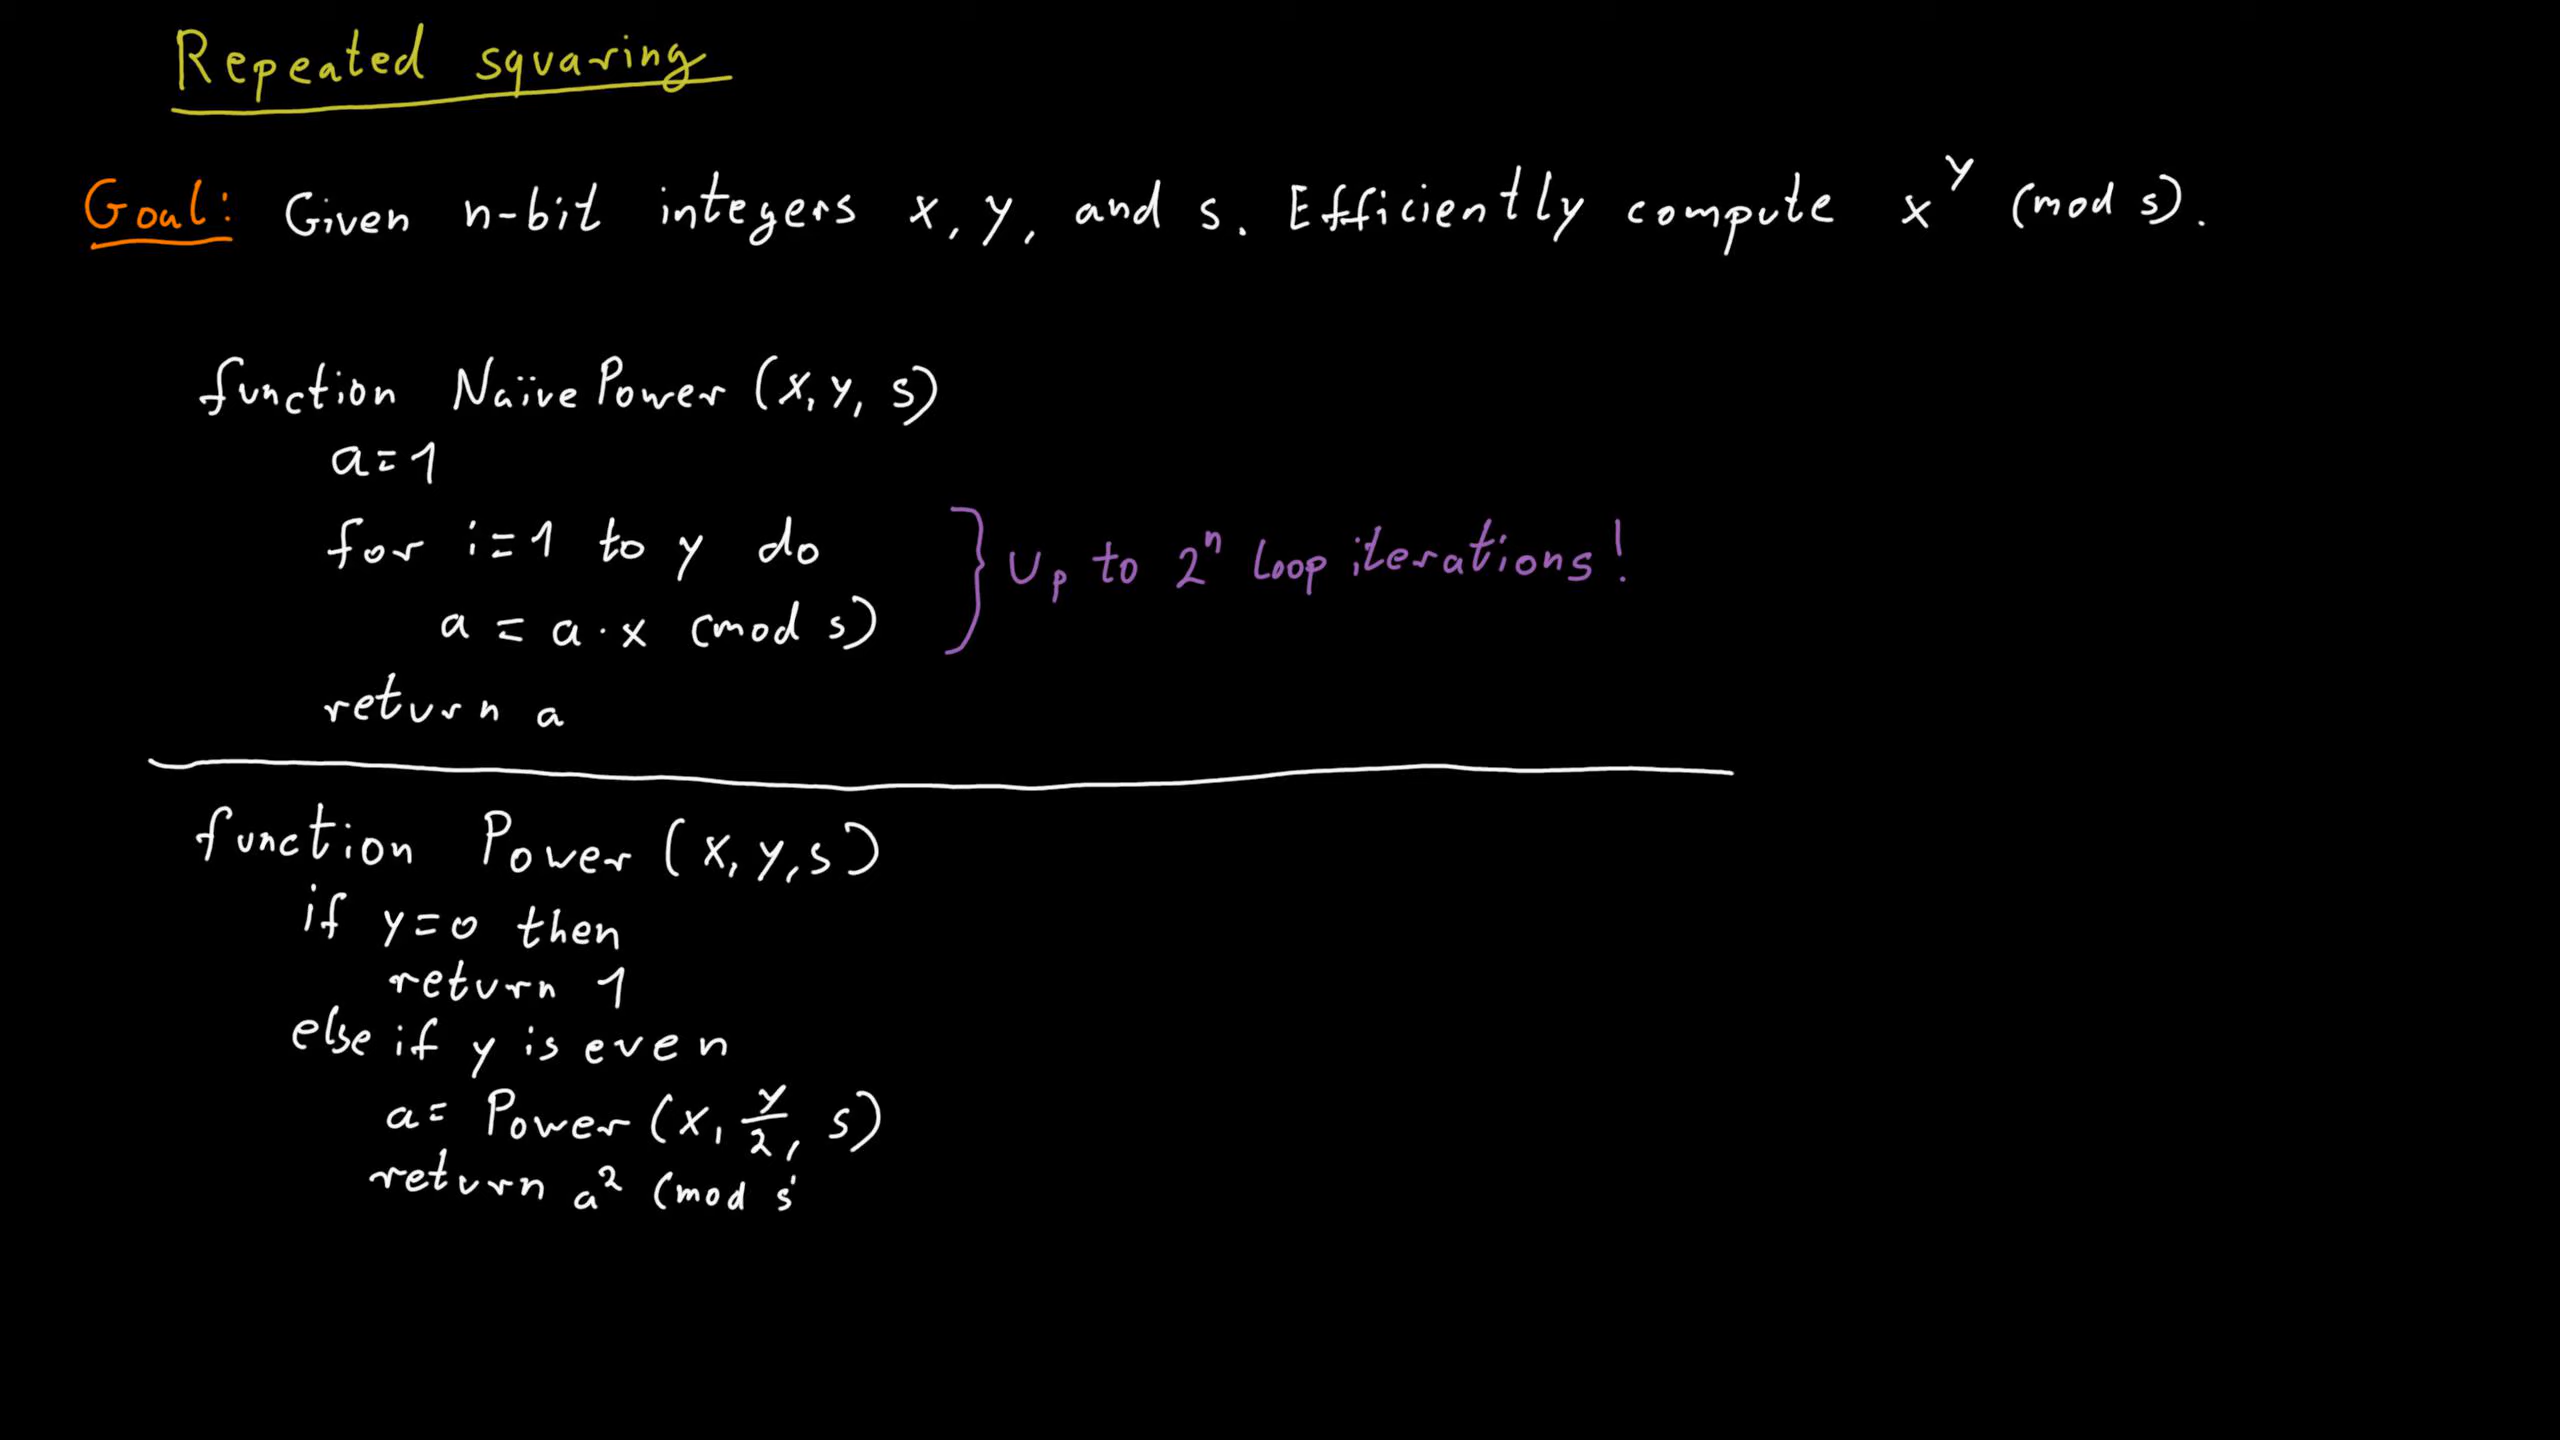 Repeated squaring
Goal: Given n-bit integers x, y, and s. Efficiently compute x^y (mod s).
function NaïvePower (x, y, s)
a=1
for i=1 to y do
a = a · x (mod s)
} Up to 2^n loop iterations!
return a
function Power (x, y, s)
if y=0 then
return 1
else if y is even
a= Power (x, y/2, s)
return a² (mod s